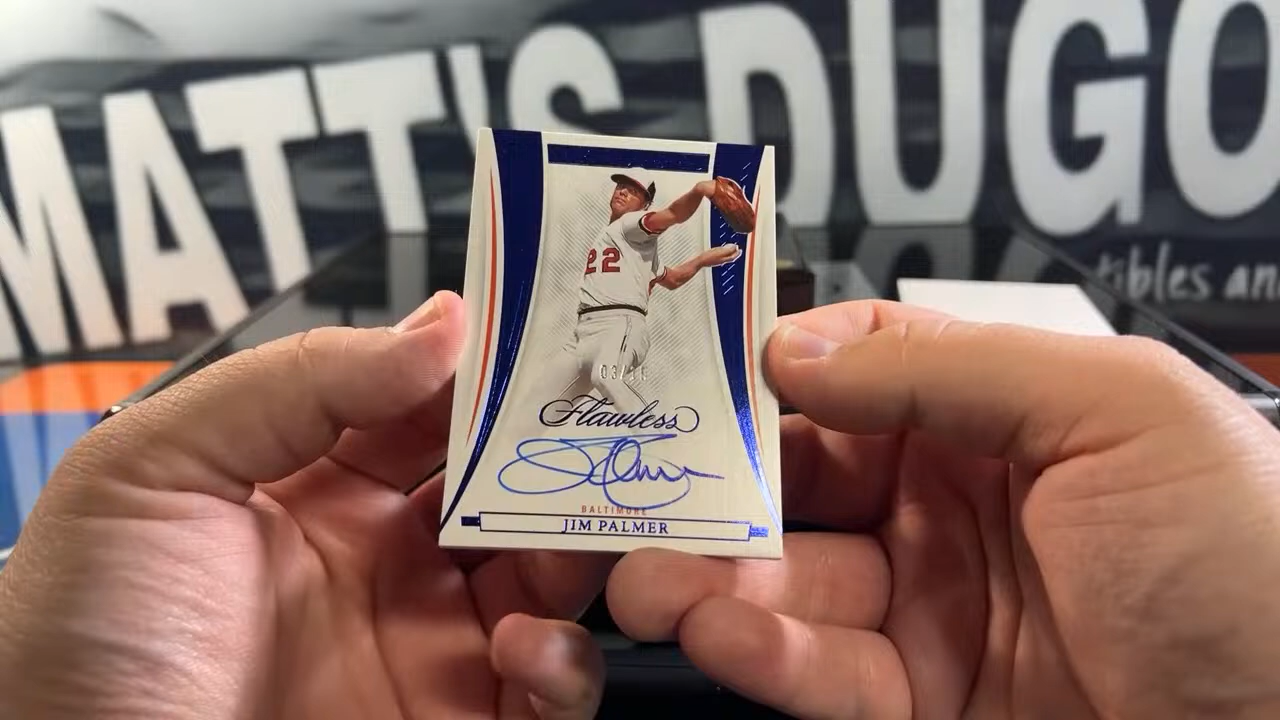 MATT'S DUGO
tibles an
22
Flawless
BALTIMORE
JIM PALMER